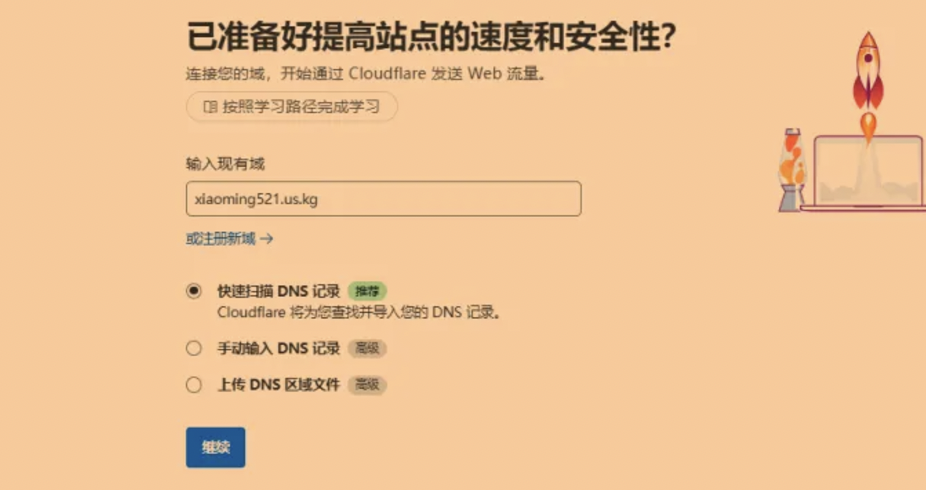 已准备好提高站点的速度和安全性？
连接您的域，开始通过 Cloudflare 发送 Web 流量。
按照学习路径完成学习
输入现有域
xiaoming521.us.kg
或注册新域 →
快速扫描 DNS 记录 推荐
Cloudflare 将为您查找并导入您的 DNS 记录。
手动输入 DNS 记录 高级
上传 DNS 区域文件 高级
继续